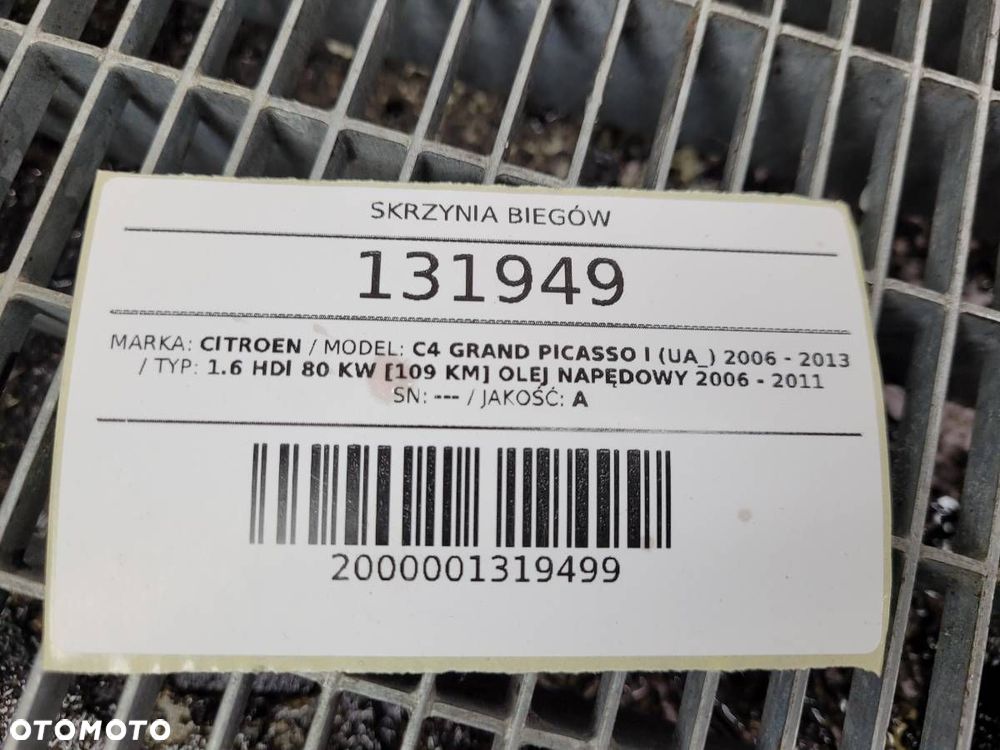 SKRZYNIA BIEGÓW
131949
MARKA: CITROEN / MODEL: C4 GRAND PICASSO I (UA_) 2006 - 2013
/ TYP: 1.6 HDI 80 KW [109 KM] OLEJ NAPĘDOWY 2006 - 2011
SN: --- / JAKOŚĆ: A
2000001319499
OTOMOTO